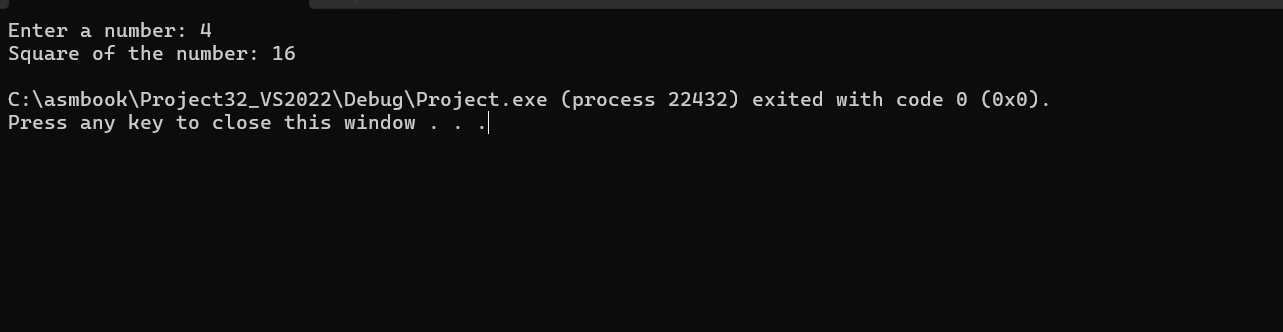 Enter a number: 4
Square of the number: 16
C:\asmbook\Project32_VS2022\Debug\Project.exe (process 22432) exited with code 0 (0x0).
Press any key to close this window . . .